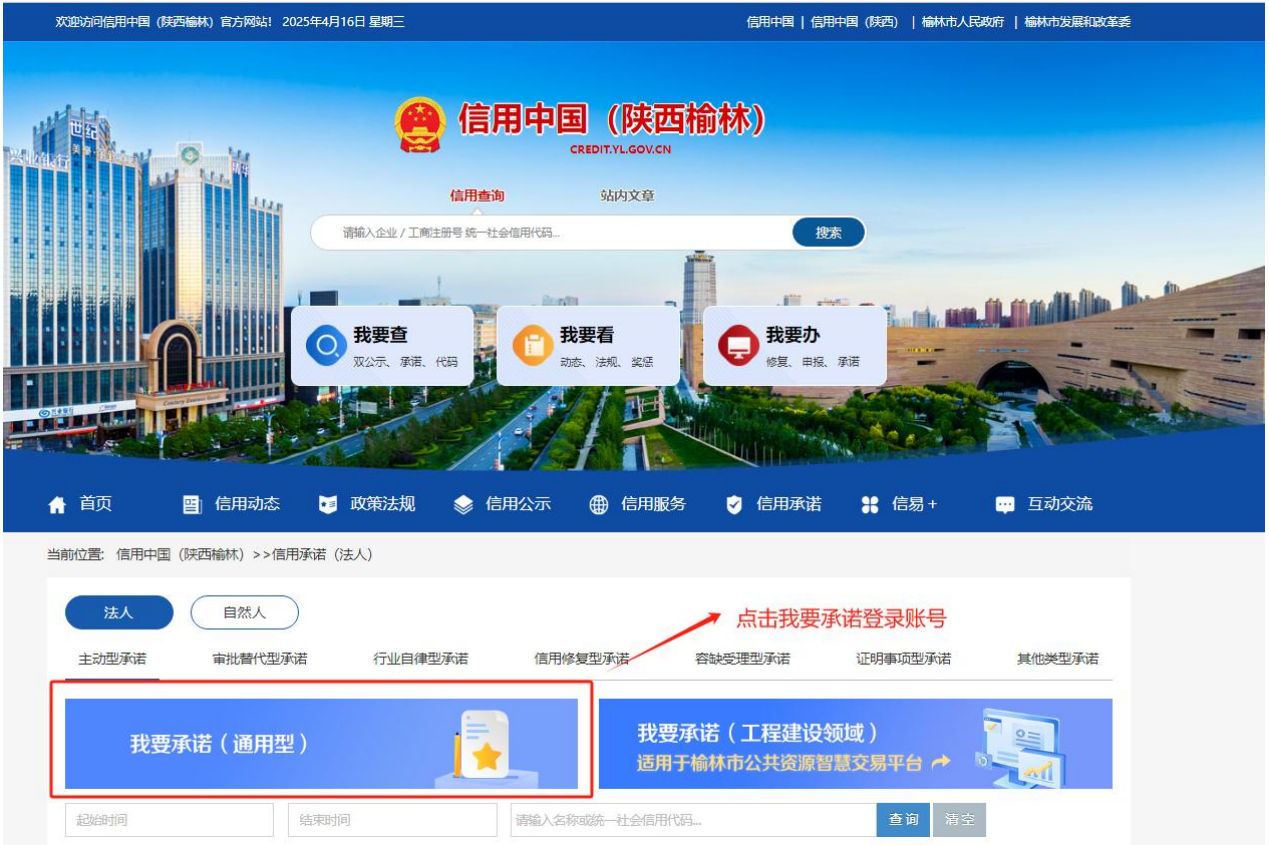 欢迎访问信用中国（陕西榆林）官方网站! 2025年4月16日 星期三
信用中国 | 信用中国（陕西） | 榆林市人民政府 | 榆林市发展和改革委
信用中国（陕西榆林）
CREDIT.YL.GOV.CN
信用查询 站内文章
请输入企业 / 工商注册号 统一社会信用代码... 搜索
世纪
兴业银行
精华
我要查 我要看 我要办
双公示、承诺、代码 动态、法规、奖惩 修复、申报、承诺
兴业银行
首页 信用动态 政策法规 信用公示 信用服务 信用承诺 信易+ 互动交流
当前位置: 信用中国（陕西榆林）>>信用承诺（法人）
法人 自然人
点击我要承诺登录账号
主动型承诺 审批替代型承诺 行业自律型承诺 信用修复型承诺 容缺受理型承诺 证明事项型承诺 其他类型承诺
我要承诺（通用型）
我要承诺（工程建设领域）
适用于榆林市公共资源智慧交易平台
起始时间 结束时间 请输入名称或统一社会信用代码... 查询 清空